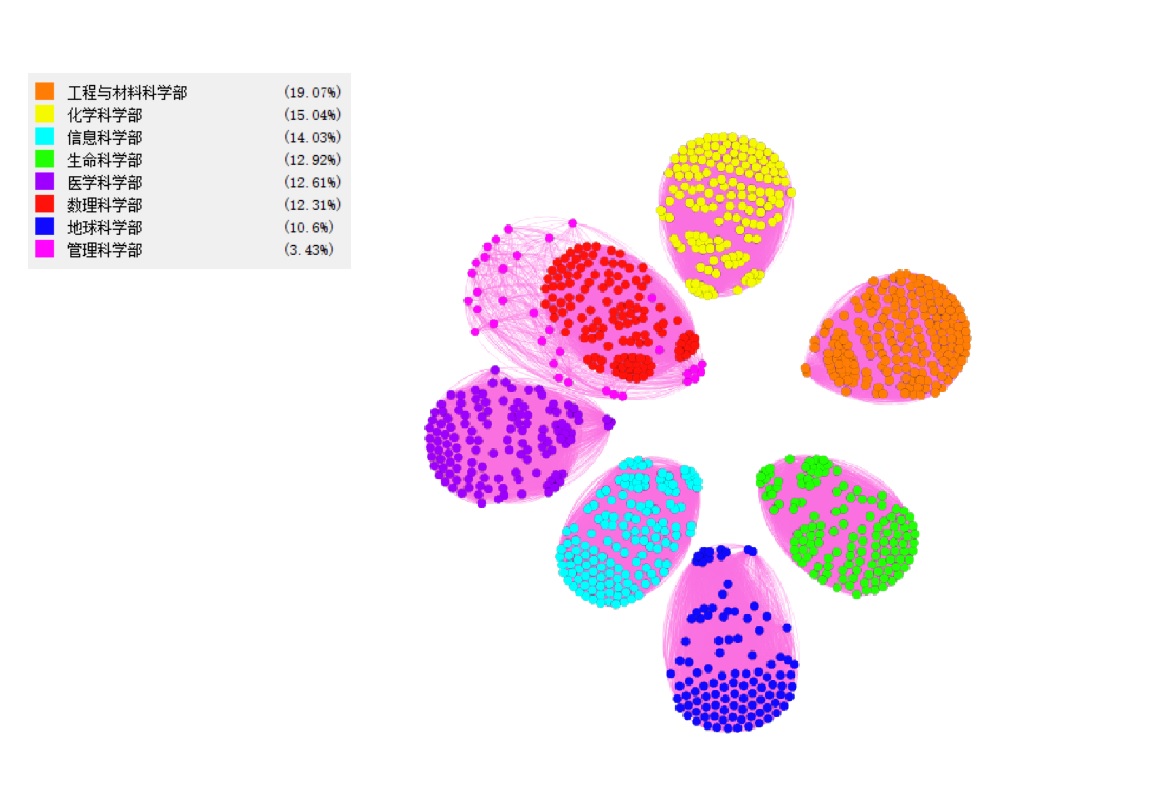 工程与材料科学部 (19.07%)
化学科学部 (15.04%)
信息科学部 (14.03%)
生命科学部 (12.92%)
医学科学部 (12.61%)
数理科学部 (12.31%)
地球科学部 (10.6%)
管理科学部 (3.43%)